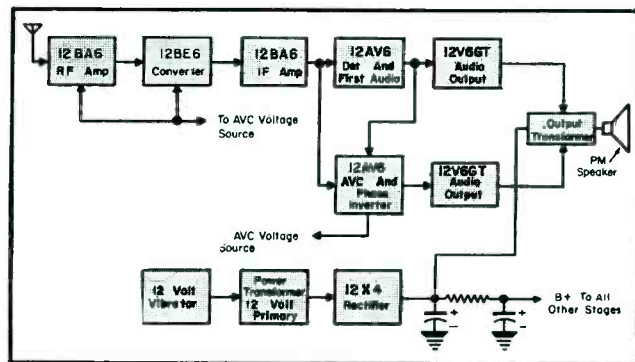 12BA6
RF Amp
12BE6
Converter
12BA6
IF Amp
12AV6
Det And
First Audio
12V6GT
Audio
Output
To AVC Voltage
Source
Output
Transformer
PM
Speaker
12AV6
AVC And
Phase
Inverter
12V6GT
Audio
Output
AVC Voltage
Source
12 Volt
Vibrator
Power
Transformer
12 Volt
Primary
12X4
Rectifier
B+ To All
Other Stages
+
-
+
-